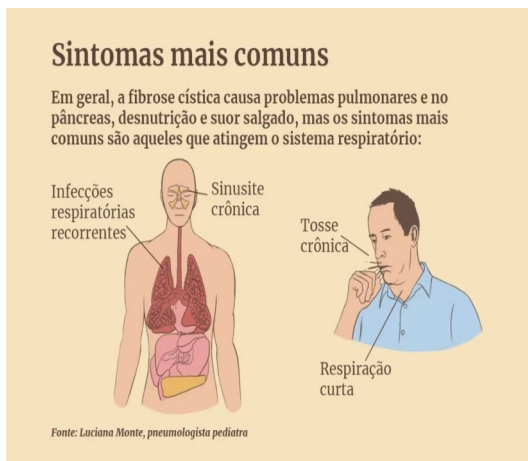 Sintomas mais comuns
Em geral, a fibrose cística causa problemas pulmonares e no
pâncreas, desnutrição e suor salgado, mas os sintomas mais
comuns são aqueles que atingem o sistema respiratório:
Infecções
respiratórias
recorrentes
Sinusite
crônica
Tosse
crônica
Respiração
curta
Fonte: Luciana Monte, pneumologista pediatra